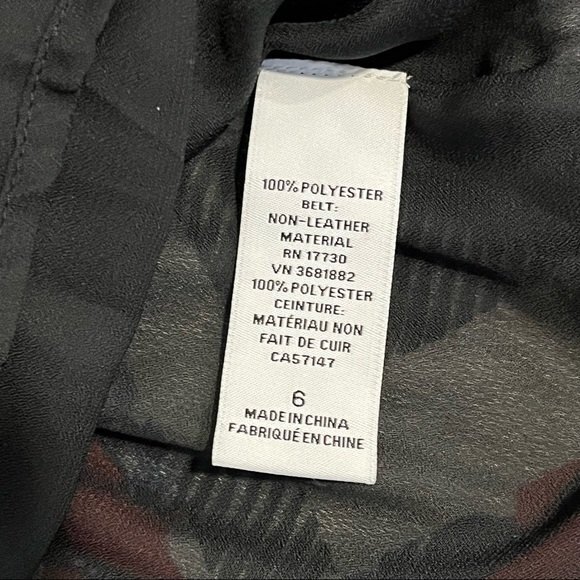 100% POLYESTER
BELT:
NON-LEATHER
MATERIAL
RN 17730
VN 3681882
100% POLYESTER
CEINTURE:
MATÉRIAU NON
FAIT DE CUIR
CA57147
6
MADE IN CHINA
FABRIQUÉ EN CHINE